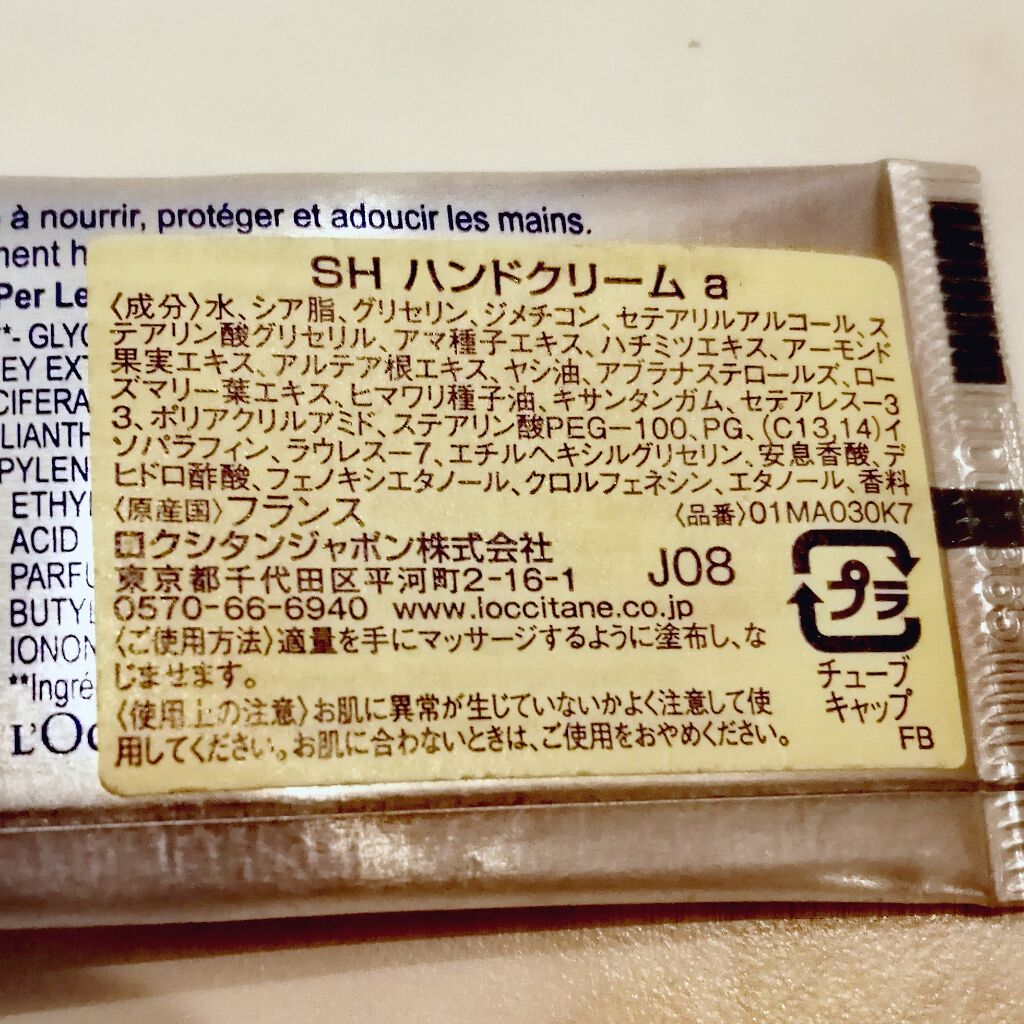 à nourrir, protéger et adoucir les mains.
ment h
Per Le
SH ハンドクリーム a
**- GLYC
EY EXT
CIFERA
LIANTH
PYLEN
ETHY
ACID
PARFU
BUTYL
IONON
**Ingré
L'Oc
〈成分〉水、シア脂、グリセリン、ジメチコン、セテアリルアルコール、ス
テアリン酸グリセリル、アマ種子エキス、ハチミツエキス、アーモンド
果実エキス、アルテア根エキス、ヤシ油、アブラナステロールズ、ロー
ズマリー葉エキス、ヒマワリ種子油、キサンタンガム、セテアレスー3
3、ポリアクリルアミド、ステアリン酸PEGー100、PG、(C13,14)イ
ソパラフィン、ラウレスー7、エチルヘキシルグリセリン、安息香酸、デ
ヒドロ酢酸、フェノキシエタノール、クロルフェネシン、エタノール、香料
〈原産国〉フランス 〈品番〉01MA030K7
クシタンジャポン株式会社
東京都千代田区平河町2-16-1 J08
0570-66-6940 www.loccitane.co.jp
〈ご使用方法〉適量を手にマッサージするように塗布し、な
じませます。
〈使用上の注意〉お肌に異常が生じていないかよく注意して使
用してください。お肌に合わないときは、ご使用をおやめください。
プラ
チューブ
キャップ
FB